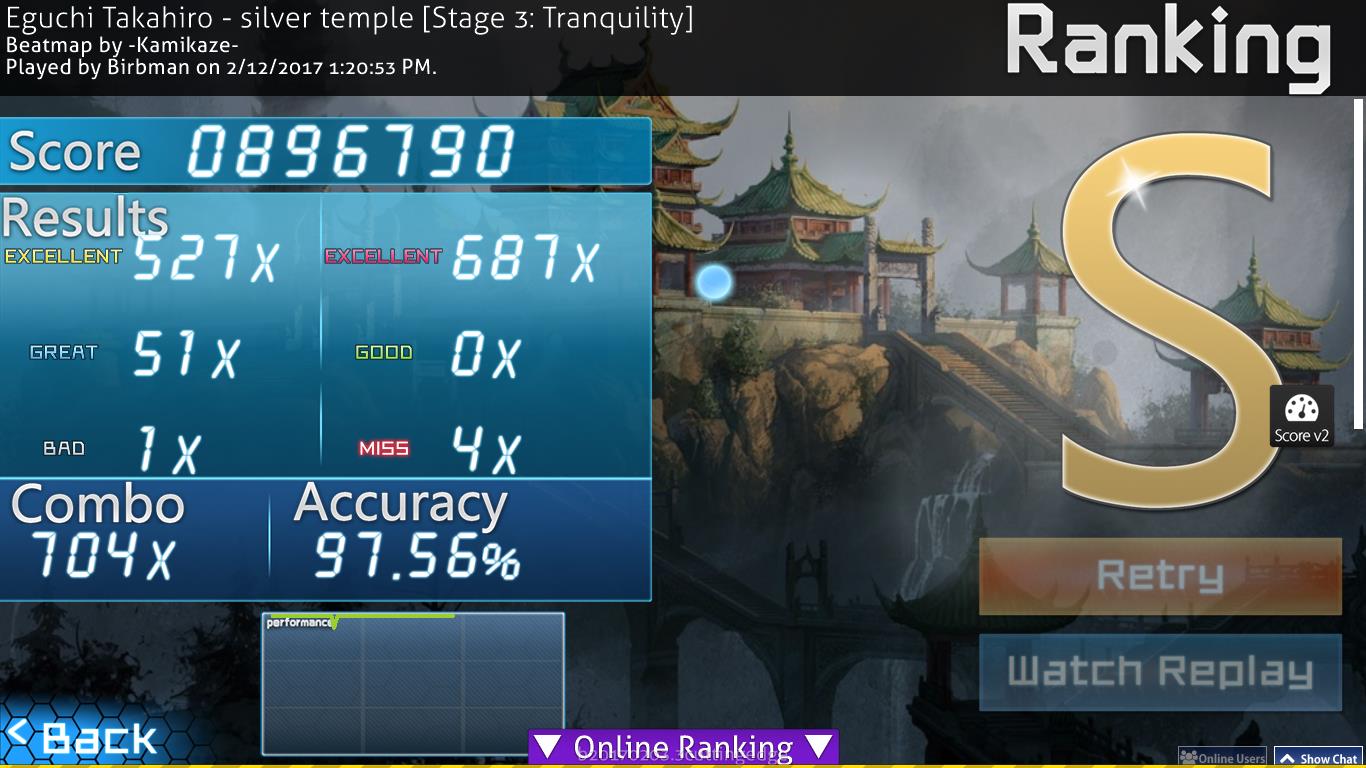 Eguchi Takahiro - silver temple [Stage 3: Tranquility]
Beatmap by -Kamikaze-
Played by Birbman on 2/12/2017 1:20:53 PM.
Ranking
Score 0896790
Results
EXCELLENT 527x EXCELLENT 687x
GREAT 51x GOOD 0x
BAD 1x MISS 4x
Combo Accuracy
704x 97.56%
S
Score v2
performance
Retry
Watch Replay
< Back
▼ Online Ranking ▼
Online Users
Show Chat